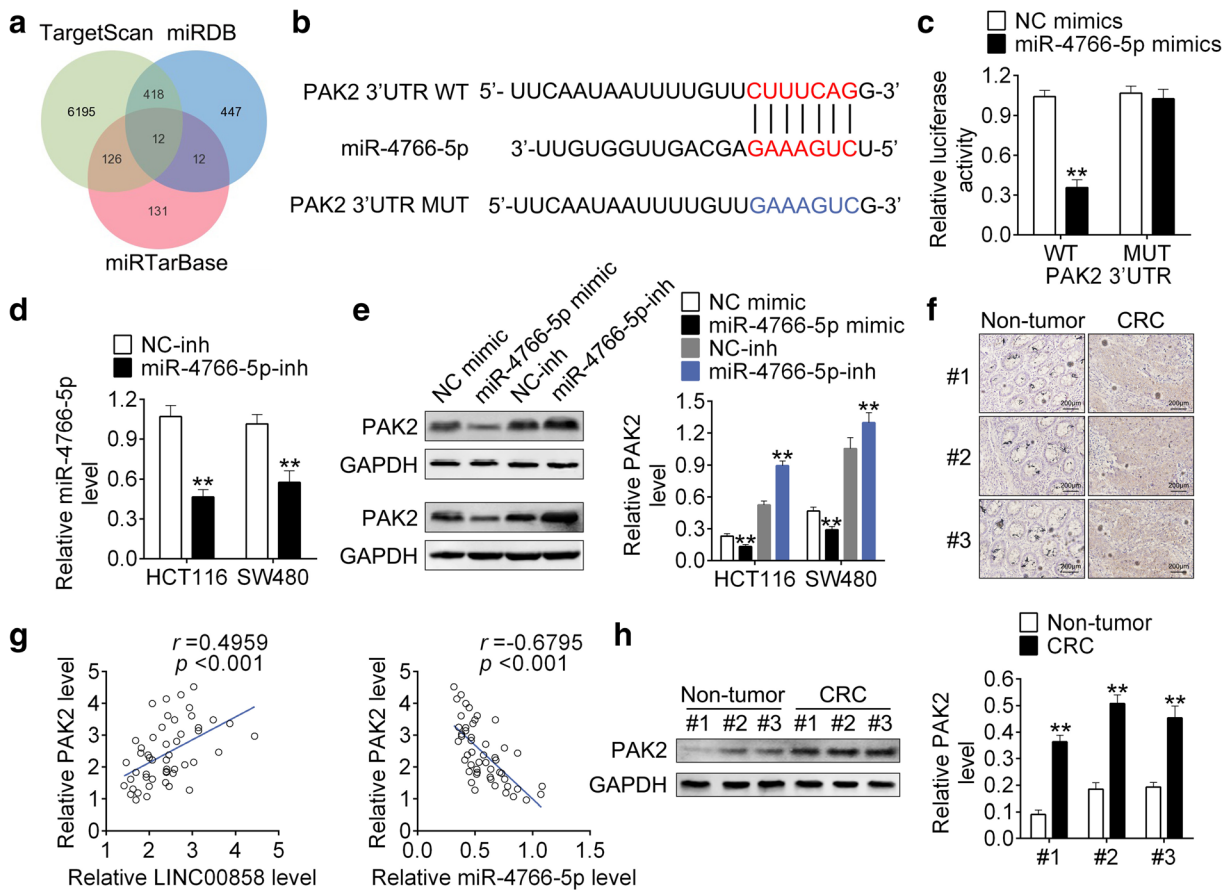 a
TargetScan miRDB
418
6195 447
12
126 12
131
miRTarBase
b
PAK2 3’UTR WT 5’- UUCAAUAAUUUUGUUCUUUCAGG-3’
miR-4766-5p 3’-UUGUGGUUGACGAGAAAGUCU-5’
PAK2 3’UTR MUT 5’-UUCAAUAAUUUUGUUGAAAGUCG-3’
c
NC mimics
miR-4766-5p mimics
Relative luciferase
activity
1.2
0.9
0.6
0.3
0.0
**
WT MUT
PAK2 3’UTR
d
NC-inh
miR-4766-5p-inh
Relative miR-4766-5p
level
1.2
0.9
0.6
0.3
0.0
** **
HCT116 SW480
e
NC mimic
miR-4766-5p mimic
NC-inh
miR-4766-5p-inh
PAK2
GAPDH
PAK2
GAPDH
NC mimic
miR-4766-5p mimic
NC-inh
miR-4766-5p-inh
Relative PAK2
level
1.5
1.2
0.9
0.6
0.3
0.0
** ** ** **
HCT116 SW480
f
Non-tumor CRC
#1
200μm 200μm
#2
200μm 200μm
#3
200μm 200μm
g
r=0.4959
p <0.001
Relative PAK2 level
5
4
3
2
1
0
1 2 3 4 5
Relative LINC00858 level
r=-0.6795
p <0.001
Relative PAK2 level
5
4
3
2
1
0
0.0 0.5 1.0 1.5
Relative miR-4766-5p level
h
Non-tumor CRC
#1 #2 #3 #1 #2 #3
PAK2
GAPDH
Non-tumor
CRC
Relative PAK2
level
0.6
0.5
0.4
0.3
0.2
0.1
0.0
** ** **
#1 #2 #3